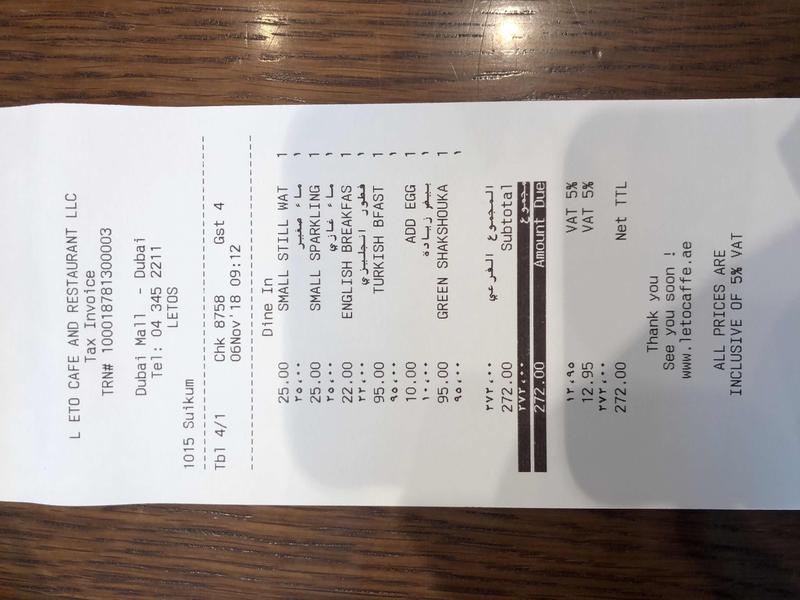 L ETO CAFE AND RESTAURANT LLC
Tax Invoice
TRN# 100018781300003
Dubai Mall - Dubai
Tel: 04 345 2211
LETOS
1015 Suikum
Tbl 4/1 Chk 8758 Gst 4
06Nov'18 09:12
Dine In
25.00 SMALL STILL WAT 1
٢٥،٠٠ ماء صغير ١
25.00 SMALL SPARKLING 1
٢٥،٠٠ ماء غازي ١
22.00 ENGLISH BREAKFAS 1
٢٢،٠٠ فطور انجليزي ١
95.00 TURKISH BFAST 1
٩٥،٠٠ ١
10.00 ADD EGG 1
١٠،٠٠ بيض زيادة ١
95.00 GREEN SHAKSHOUKA 1
٩٥،٠٠ ١
٢٧٢،٠٠ المجموع الفرعي
272.00 Subtotal
٢٧٢،٠٠ مجموع
272.00 Amount Due
١٢،٩٥ VAT 5%
12.95 VAT 5%
٢٧٢،٠٠
272.00 Net TTL
Thank you
See you soon !
www.letocaffe.ae
ALL PRICES ARE
INCLUSIVE OF 5% VAT